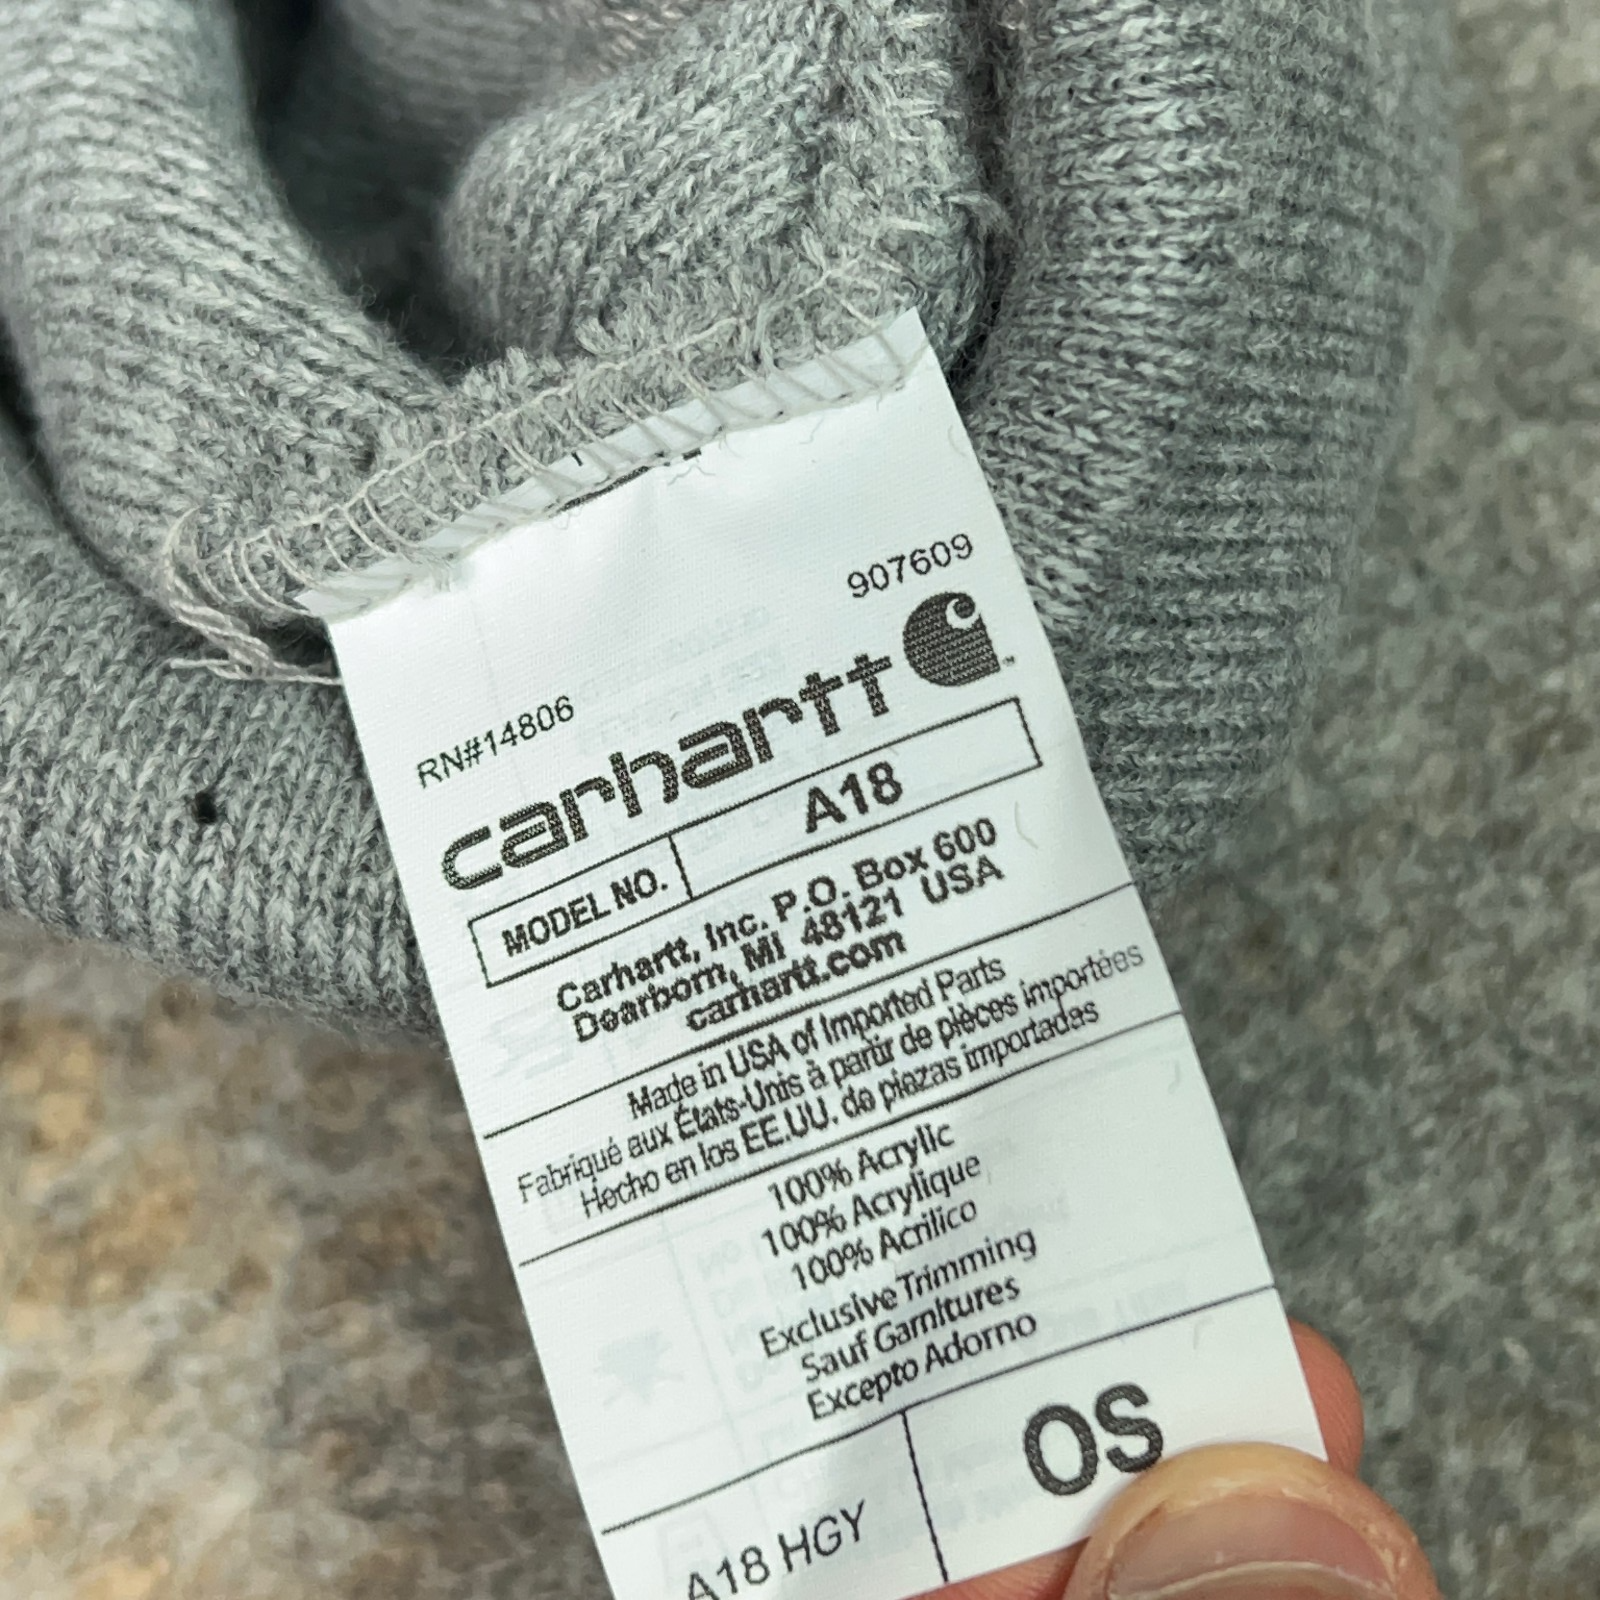 907609
RN#14806
carhartt
MODEL NO. A18
Carhartt, Inc. P.O. Box 600
Dearborn, MI 48121 USA
carhartt.com
Made in USA of Imported Parts
Fabriqué aux États-Unis à partir de pièces importées
Hecho en los EE.UU. de piezas importadas
100% Acrylic
100% Acrylique
100% Acrilico
Exclusive Trimming
Sauf Garnitures
Excepto Adorno
A18 HGY OS